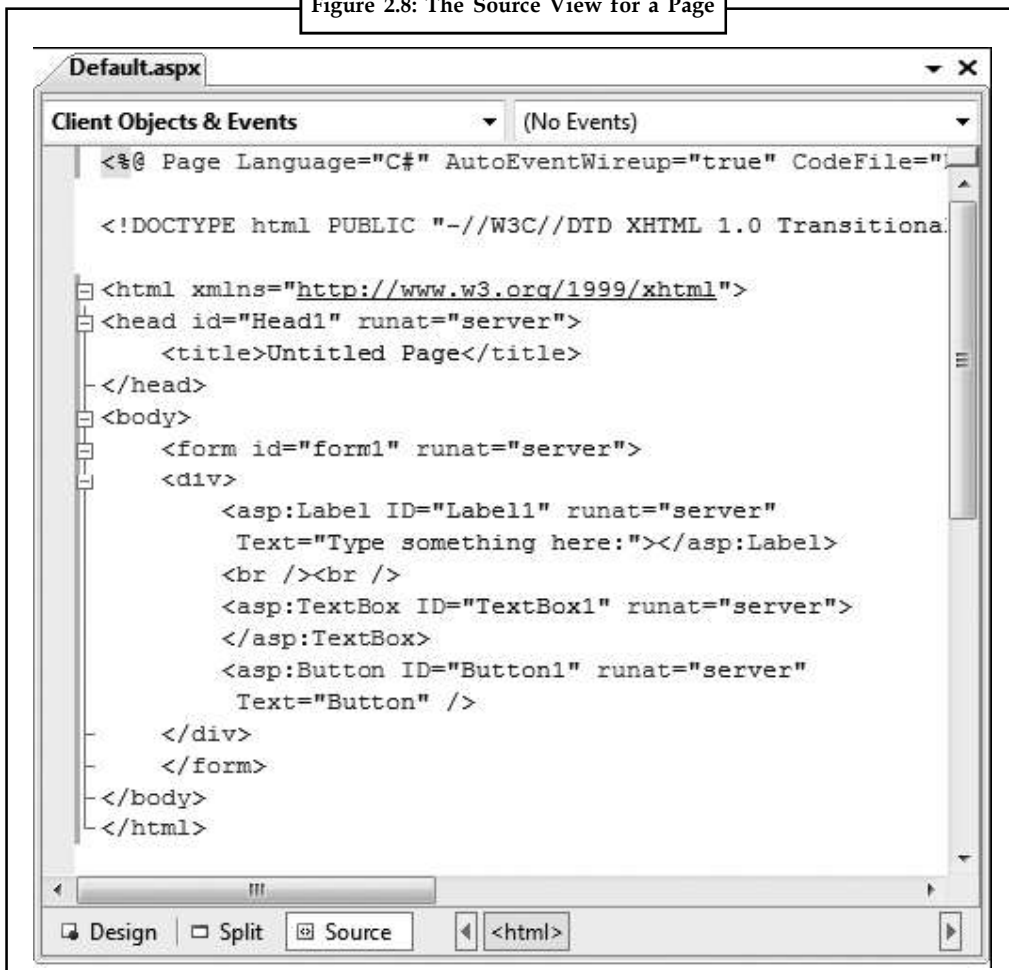 Figure 2.8: The Source View for a Page
Default.aspx
Client Objects & Events (No Events)
<%@ Page Language="C#" AutoEventWireup="true" CodeFile="
<!DOCTYPE html PUBLIC "-//W3C//DTD XHTML 1.0 Transitiona
<html xmlns="http://www.w3.org/1999/xhtml">
<head id="Head1" runat="server">
<title>Untitled Page</title>
</head>
<body>
<form id="form1" runat="server">
<div>
<asp:Label ID="Label1" runat="server"
Text="Type something here:"></asp:Label>
<br /><br />
<asp:TextBox ID="TextBox1" runat="server">
</asp:TextBox>
<asp:Button ID="Button1" runat="server"
Text="Button" />
</div>
</form>
</body>
</html>
Design Split Source <html>